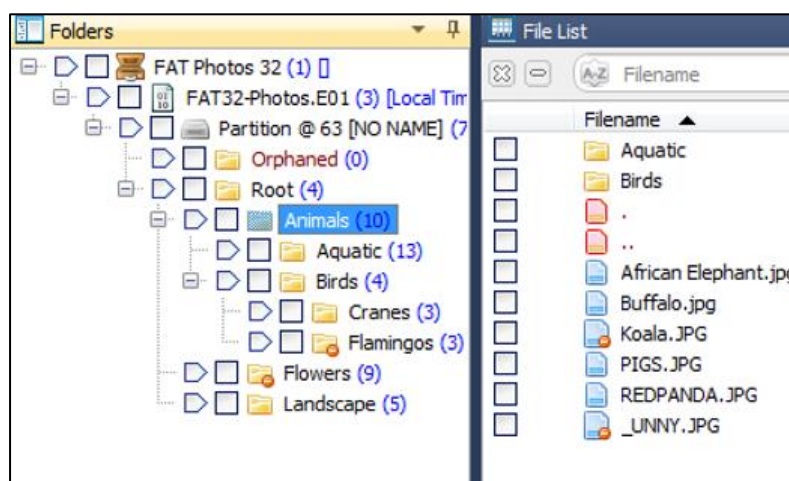 Folders
FAT Photos 32 (1) []
FAT32-Photos.E01 (3) [Local Tim
Partition @ 63 [NO NAME] (7
Orphaned (0)
Root (4)
Animals (10)
Aquatic (13)
Birds (4)
Cranes (3)
Flamingos (3)
Flowers (9)
Landscape (5)
File List
A-Z Filename
Filename
Aquatic
Birds
.
..
African Elephant.jpg
Buffalo.jpg
Koala.JPG
PIGS.JPG
REDPANDA.JPG
_UNNY.JPG